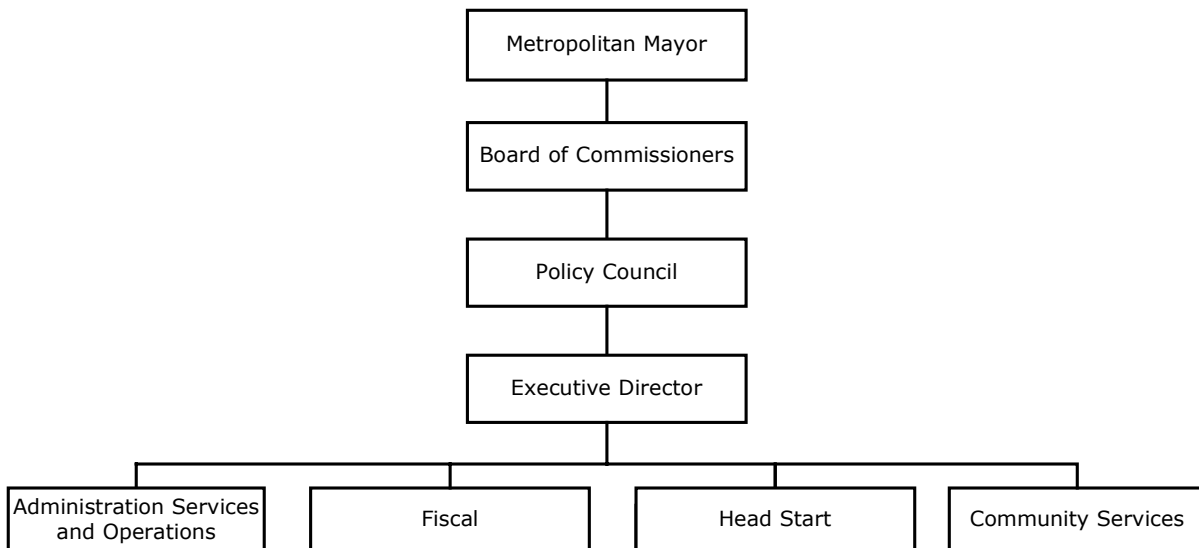 Metropolitan Mayor
Board of Commissioners
Policy Council
Executive Director
Administration Services
and Operations
Fiscal
Head Start
Community Services